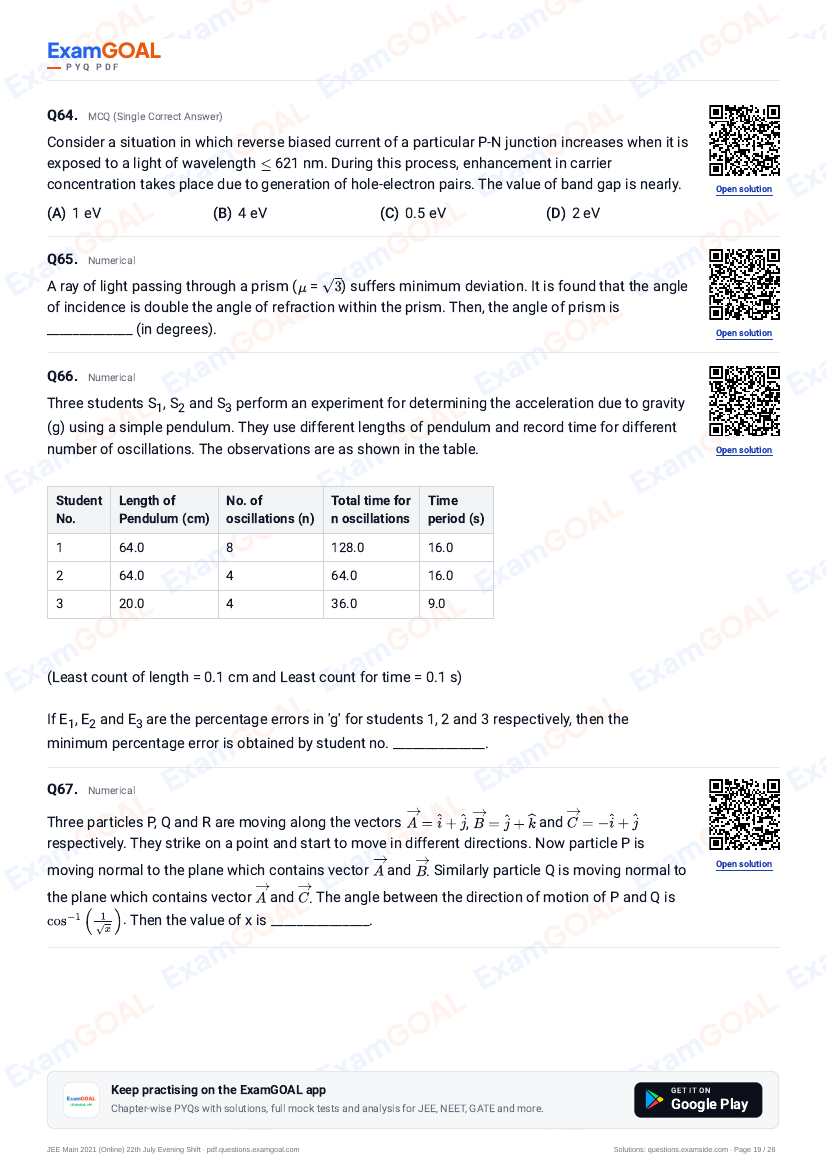 ExamGOAL
PYQ PDF
Q64. MCQ (Single Correct Answer)
Consider a situation in which reverse biased current of a particular P-N junction increases when it is
exposed to a light of wavelength ≤ 621 nm. During this process, enhancement in carrier
concentration takes place due to generation of hole-electron pairs. The value of band gap is nearly.
(A) 1 eV (B) 4 eV (C) 0.5 eV (D) 2 eV
Open solution
Q65. Numerical
A ray of light passing through a prism (μ = √3) suffers minimum deviation. It is found that the angle
of incidence is double the angle of refraction within the prism. Then, the angle of prism is
_____________ (in degrees).
Open solution
Q66. Numerical
Three students S₁, S₂ and S₃ perform an experiment for determining the acceleration due to gravity
(g) using a simple pendulum. They use different lengths of pendulum and record time for different
number of oscillations. The observations are as shown in the table.
Open solution
Student No. Length of Pendulum (cm) No. of oscillations (n) Total time for n oscillations Time period (s)
1 64.0 8 128.0 16.0
2 64.0 4 64.0 16.0
3 20.0 4 36.0 9.0
(Least count of length = 0.1 cm and Least count for time = 0.1 s)
If E₁, E₂ and E₃ are the percentage errors in 'g' for students 1, 2 and 3 respectively, then the
minimum percentage error is obtained by student no. ______________.
Q67. Numerical
Three particles P, Q and R are moving along the vectors A⃗ = î + ĵ, B⃗ = ĵ + k̂ and C⃗ = −î + ĵ
respectively. They strike on a point and start to move in different directions. Now particle P is
moving normal to the plane which contains vector A⃗ and B⃗. Similarly particle Q is moving normal to
the plane which contains vector A⃗ and C⃗. The angle between the direction of motion of P and Q is
cos⁻¹ (1/√x). Then the value of x is _______________.
Open solution
Keep practising on the ExamGOAL app
Chapter-wise PYQs with solutions, full mock tests and analysis for JEE, NEET, GATE and more.
GET IT ON
Google Play
JEE Main 2021 (Online) 22th July Evening Shift · pdf.questions.examgoal.com
Solutions: questions.examside.com · Page 19 / 26